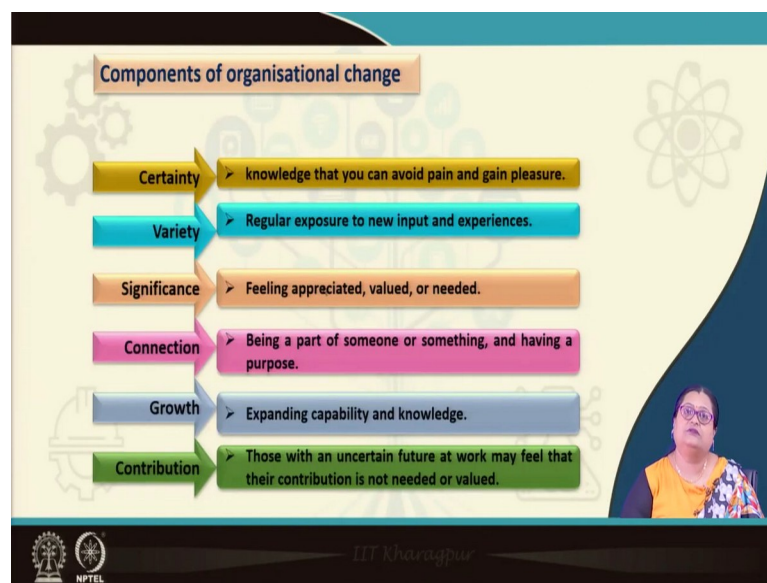 Components of organisational change
Certainty
➢ knowledge that you can avoid pain and gain pleasure.
Variety
➢ Regular exposure to new input and experiences.
Significance
➢ Feeling appreciated, valued, or needed.
Connection
➢ Being a part of someone or something, and having a
purpose.
Growth
➢ Expanding capability and knowledge.
Contribution
➢ Those with an uncertain future at work may feel that
their contribution is not needed or valued.
IIT Kharagpur
NPTEL